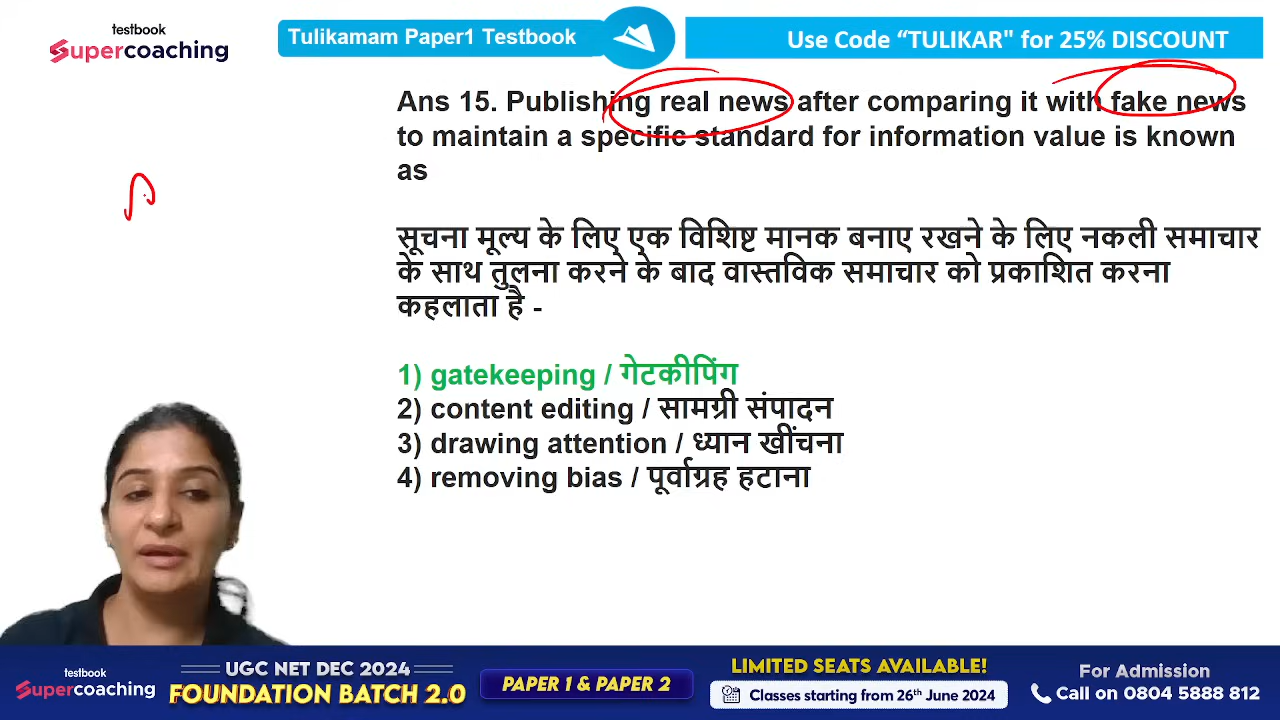 testbook
Supercoaching
Tulikamam Paper1 Testbook
Use Code “TULIKAR" for 25% DISCOUNT
Ans 15. Publishing real news after comparing it with fake news
to maintain a specific standard for information value is known
as
सूचना मूल्य के लिए एक विशिष्ट मानक बनाए रखने के लिए नकली समाचार
के साथ तुलना करने के बाद वास्तविक समाचार को प्रकाशित करना
कहलाता है -
1) gatekeeping / गेटकीपिंग
2) content editing / सामग्री संपादन
3) drawing attention / ध्यान खींचना
4) removing bias / पूर्वाग्रह हटाना
testbook
Supercoaching
UGC NET DEC 2024
FOUNDATION BATCH 2.0
PAPER 1 & PAPER 2
LIMITED SEATS AVAILABLE!
Classes starting from 26th June 2024
For Admission
Call on 0804 5888 812